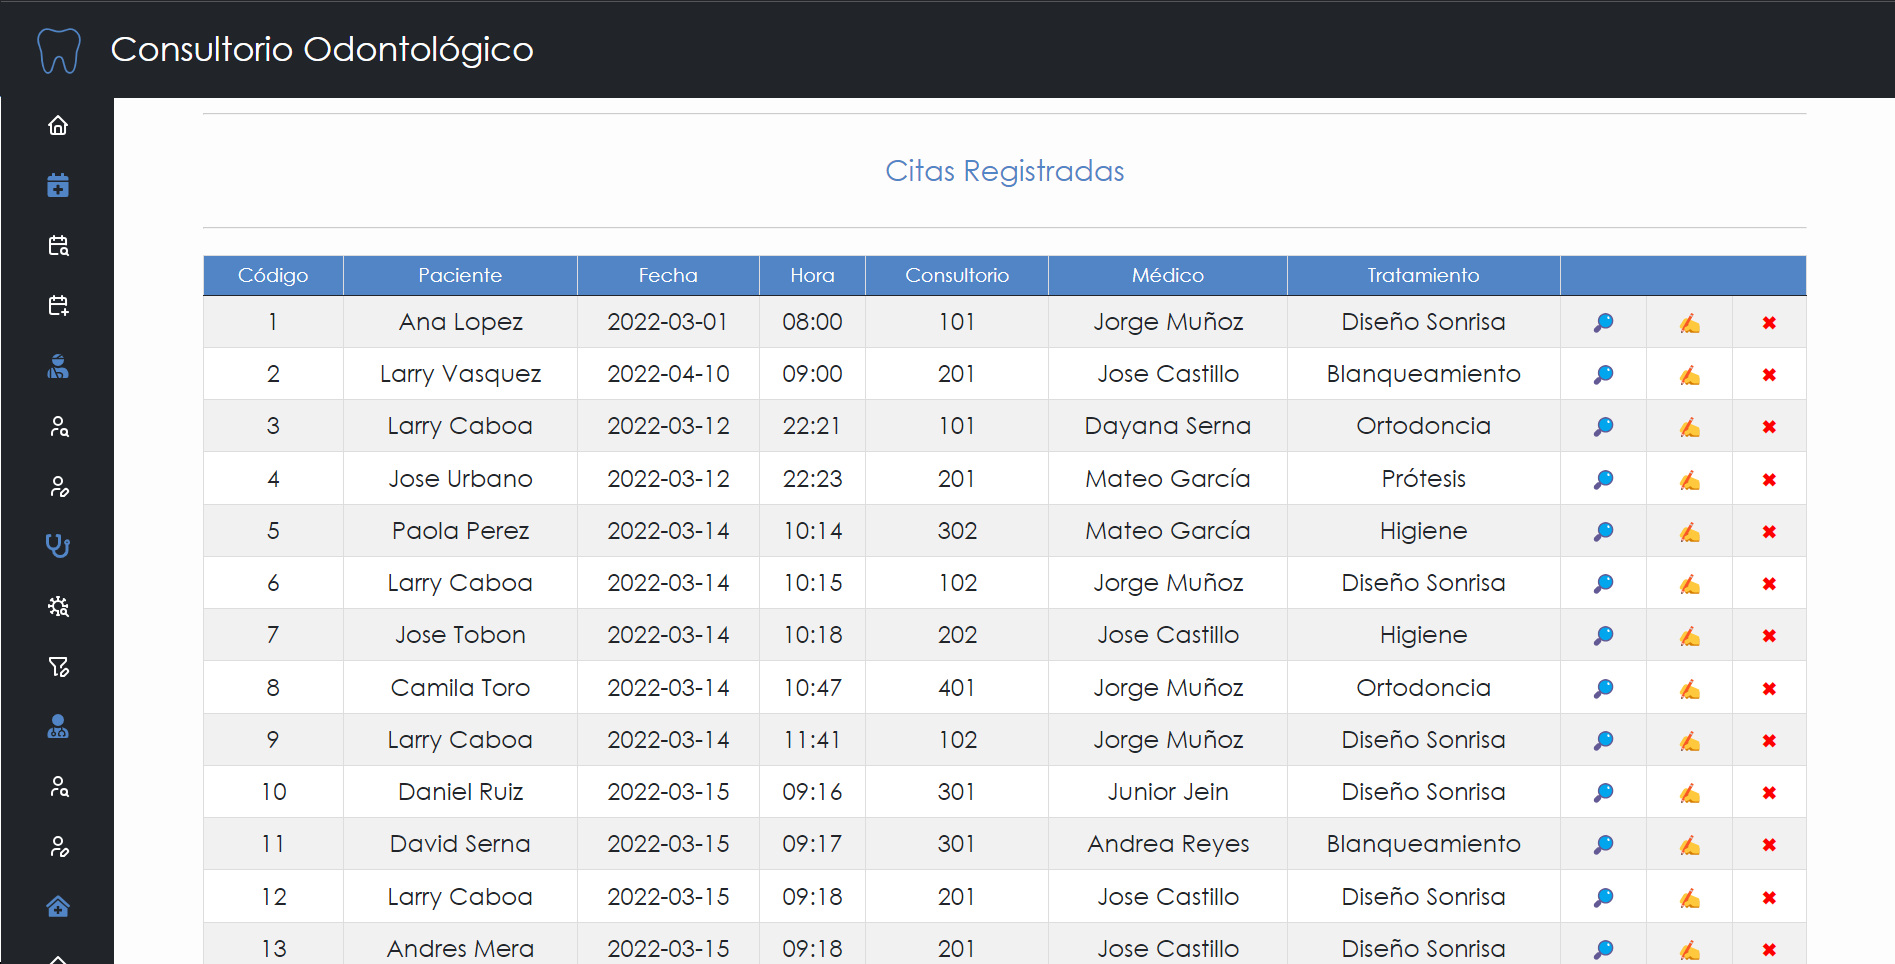 Consultorio Odontológico
Citas Registradas
Código Paciente Fecha Hora Consultorio Médico Tratamiento
1 Ana Lopez 2022-03-01 08:00 101 Jorge Muñoz Diseño Sonrisa
2 Larry Vasquez 2022-04-10 09:00 201 Jose Castillo Blanqueamiento
3 Larry Caboa 2022-03-12 22:21 101 Dayana Serna Ortodoncia
4 Jose Urbano 2022-03-12 22:23 201 Mateo García Prótesis
5 Paola Perez 2022-03-14 10:14 302 Mateo García Higiene
6 Larry Caboa 2022-03-14 10:15 102 Jorge Muñoz Diseño Sonrisa
7 Jose Tobon 2022-03-14 10:18 202 Jose Castillo Higiene
8 Camila Toro 2022-03-14 10:47 401 Jorge Muñoz Ortodoncia
9 Larry Caboa 2022-03-14 11:41 102 Jorge Muñoz Diseño Sonrisa
10 Daniel Ruiz 2022-03-15 09:16 301 Junior Jein Diseño Sonrisa
11 David Serna 2022-03-15 09:17 301 Andrea Reyes Blanqueamiento
12 Larry Caboa 2022-03-15 09:18 201 Jose Castillo Diseño Sonrisa
13 Andres Mera 2022-03-15 09:18 201 Jose Castillo Diseño Sonrisa